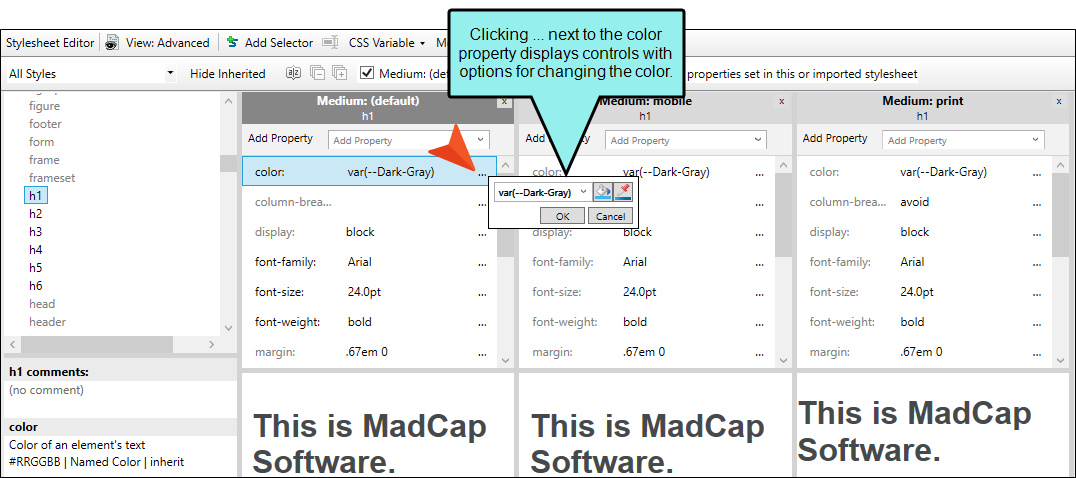 Clicking ... next to the color
property displays controls with
options for changing the color.
Stylesheet Editor View: Advanced Add Selector CSS Variable
All Styles Hide Inherited Medium: (de properties set in this or imported stylesheet
figure
footer
form
frame
frameset
h1
h2
h3
h4
h5
h6
head
header
h1 comments:
(no comment)
color
Color of an element's text
#RRGGBB | Named Color | inherit
Medium: (default) x
h1
Add Property Add Property
color: var(--Dark-Gray) ...
column-brea... ...
display: block ...
font-family: Arial ...
font-size: 24.0pt ...
font-weight: bold ...
margin: .67em 0 ...
This is MadCap
Software.
var(--Dark-Gray)
OK Cancel
Medium: mobile x
h1
Add Property
color: var(--Dark-Gray) ...
...
display: block ...
font-family: Arial ...
font-size: 24.0pt ...
font-weight: bold ...
margin: .67em 0 ...
This is MadCap
Software.
Medium: print x
h1
Add Property Add Property
color: var(--Dark-Gray) ...
column-brea... avoid ...
display: block ...
font-family: Arial ...
font-size: 24.0pt ...
font-weight: bold ...
margin: .67em 0 ...
This is MadCap
Software.